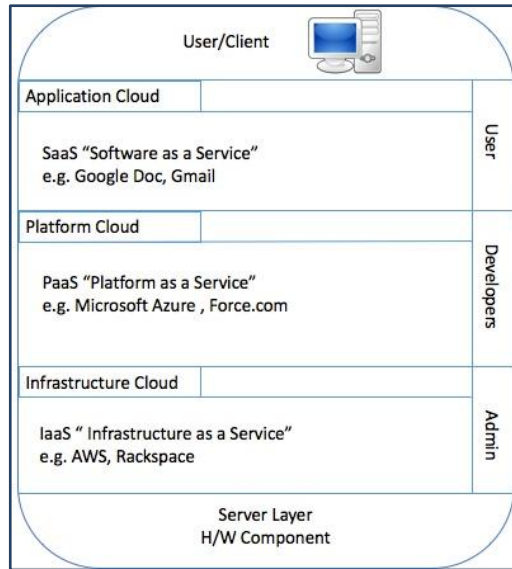 User/Client
Application Cloud
User
SaaS “Software as a Service”
e.g. Google Doc, Gmail
Platform Cloud
Developers
PaaS “Platform as a Service”
e.g. Microsoft Azure , Force.com
Infrastructure Cloud
Admin
IaaS “ Infrastructure as a Service”
e.g. AWS, Rackspace
Server Layer
H/W Component